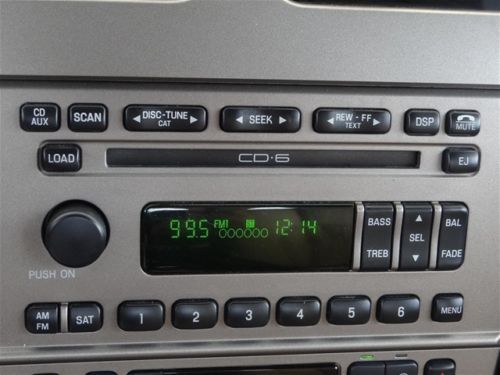 CD
AUX
SCAN
DISC-TUNE
CAT
SEEK
REW - FF
TEXT
DSP
MUTE
LOAD
CD·6
EJ
99.5 FM1 12:14
BASS
TREB
SEL
BAL
FADE
PUSH ON
AM
FM
SAT
1 2 3 4 5 6
MENU